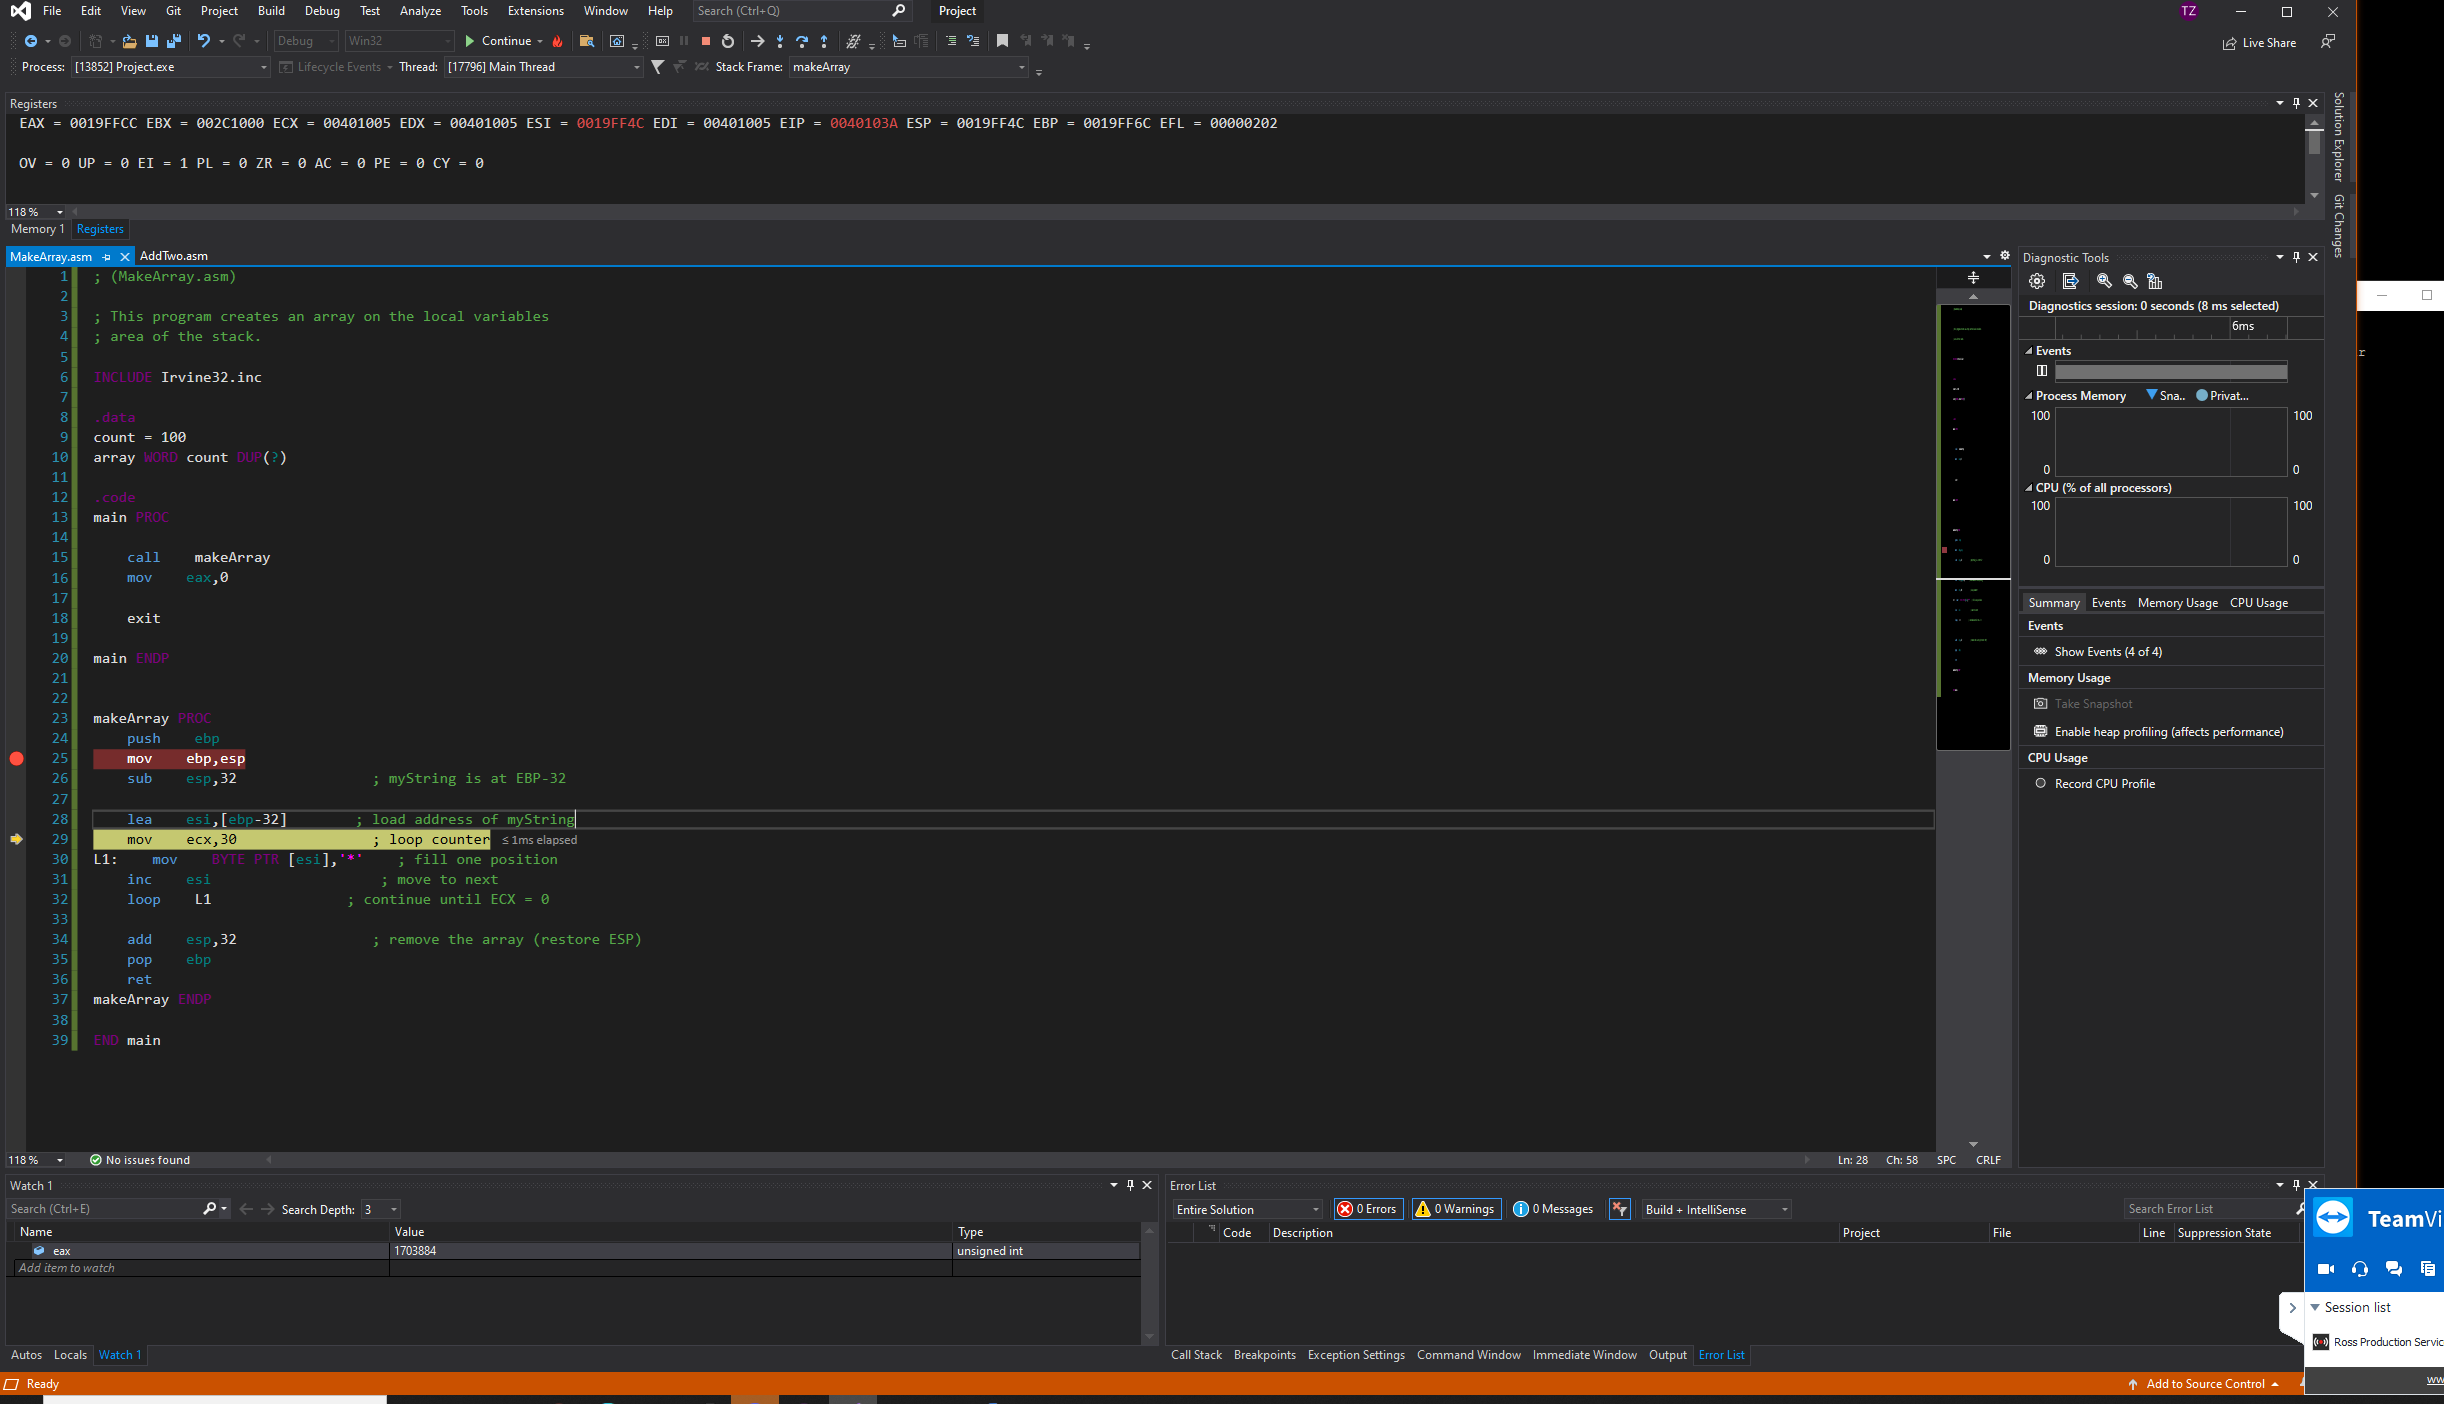 File Edit View Git Project Build Debug Test Analyze Tools Extensions Window Help Search (Ctrl+Q) Project TZ
Debug Win32 Continue Live Share
Process: [13852] Project.exe Lifecycle Events Thread: [17796] Main Thread Stack Frame: makeArray
Registers
EAX = 0019FFCC EBX = 002C1000 ECX = 00401005 EDX = 00401005 ESI = 0019FF4C EDI = 00401005 EIP = 0040103A ESP = 0019FF4C EBP = 0019FF6C EFL = 00000202
OV = 0 UP = 0 EI = 1 PL = 0 ZR = 0 AC = 0 PE = 0 CY = 0
118 %
Memory 1 Registers
Solution Explorer
Git Changes
MakeArray.asm AddTwo.asm
1 ; (MakeArray.asm)
2
3 ; This program creates an array on the local variables
4 ; area of the stack.
5
6 INCLUDE Irvine32.inc
7
8 .data
9 count = 100
10 array WORD count DUP(?)
11
12 .code
13 main PROC
14
15 call makeArray
16 mov eax,0
17
18 exit
19
20 main ENDP
21
22
23 makeArray PROC
24 push ebp
25 mov ebp,esp
26 sub esp,32 ; myString is at EBP-32
27
28 lea esi,[ebp-32] ; load address of myString
29 mov ecx,30 ; loop counter ≤ 1ms elapsed
30 L1: mov BYTE PTR [esi],'*' ; fill one position
31 inc esi ; move to next
32 loop L1 ; continue until ECX = 0
33
34 add esp,32 ; remove the array (restore ESP)
35 pop ebp
36 ret
37 makeArray ENDP
38
39 END main
118 % No issues found Ln: 28 Ch: 58 SPC CRLF
Diagnostic Tools
Diagnostics session: 0 seconds (8 ms selected)
6ms
Events
Process Memory Sna.. Privat...
100 100
0 0
CPU (% of all processors)
100 100
0 0
Summary Events Memory Usage CPU Usage
Events
Show Events (4 of 4)
Memory Usage
Take Snapshot
Enable heap profiling (affects performance)
CPU Usage
Record CPU Profile
r
Watch 1
Search (Ctrl+E) Search Depth: 3
Name Value Type
eax 1703884 unsigned int
Add item to watch
Autos Locals Watch 1
Error List
Entire Solution 0 Errors 0 Warnings 0 Messages Build + IntelliSense Search Error List
Code Description Project File Line Suppression State
Call Stack Breakpoints Exception Settings Command Window Immediate Window Output Error List
TeamVi
Session list
Ross Production Servic
ww
Ready Add to Source Control